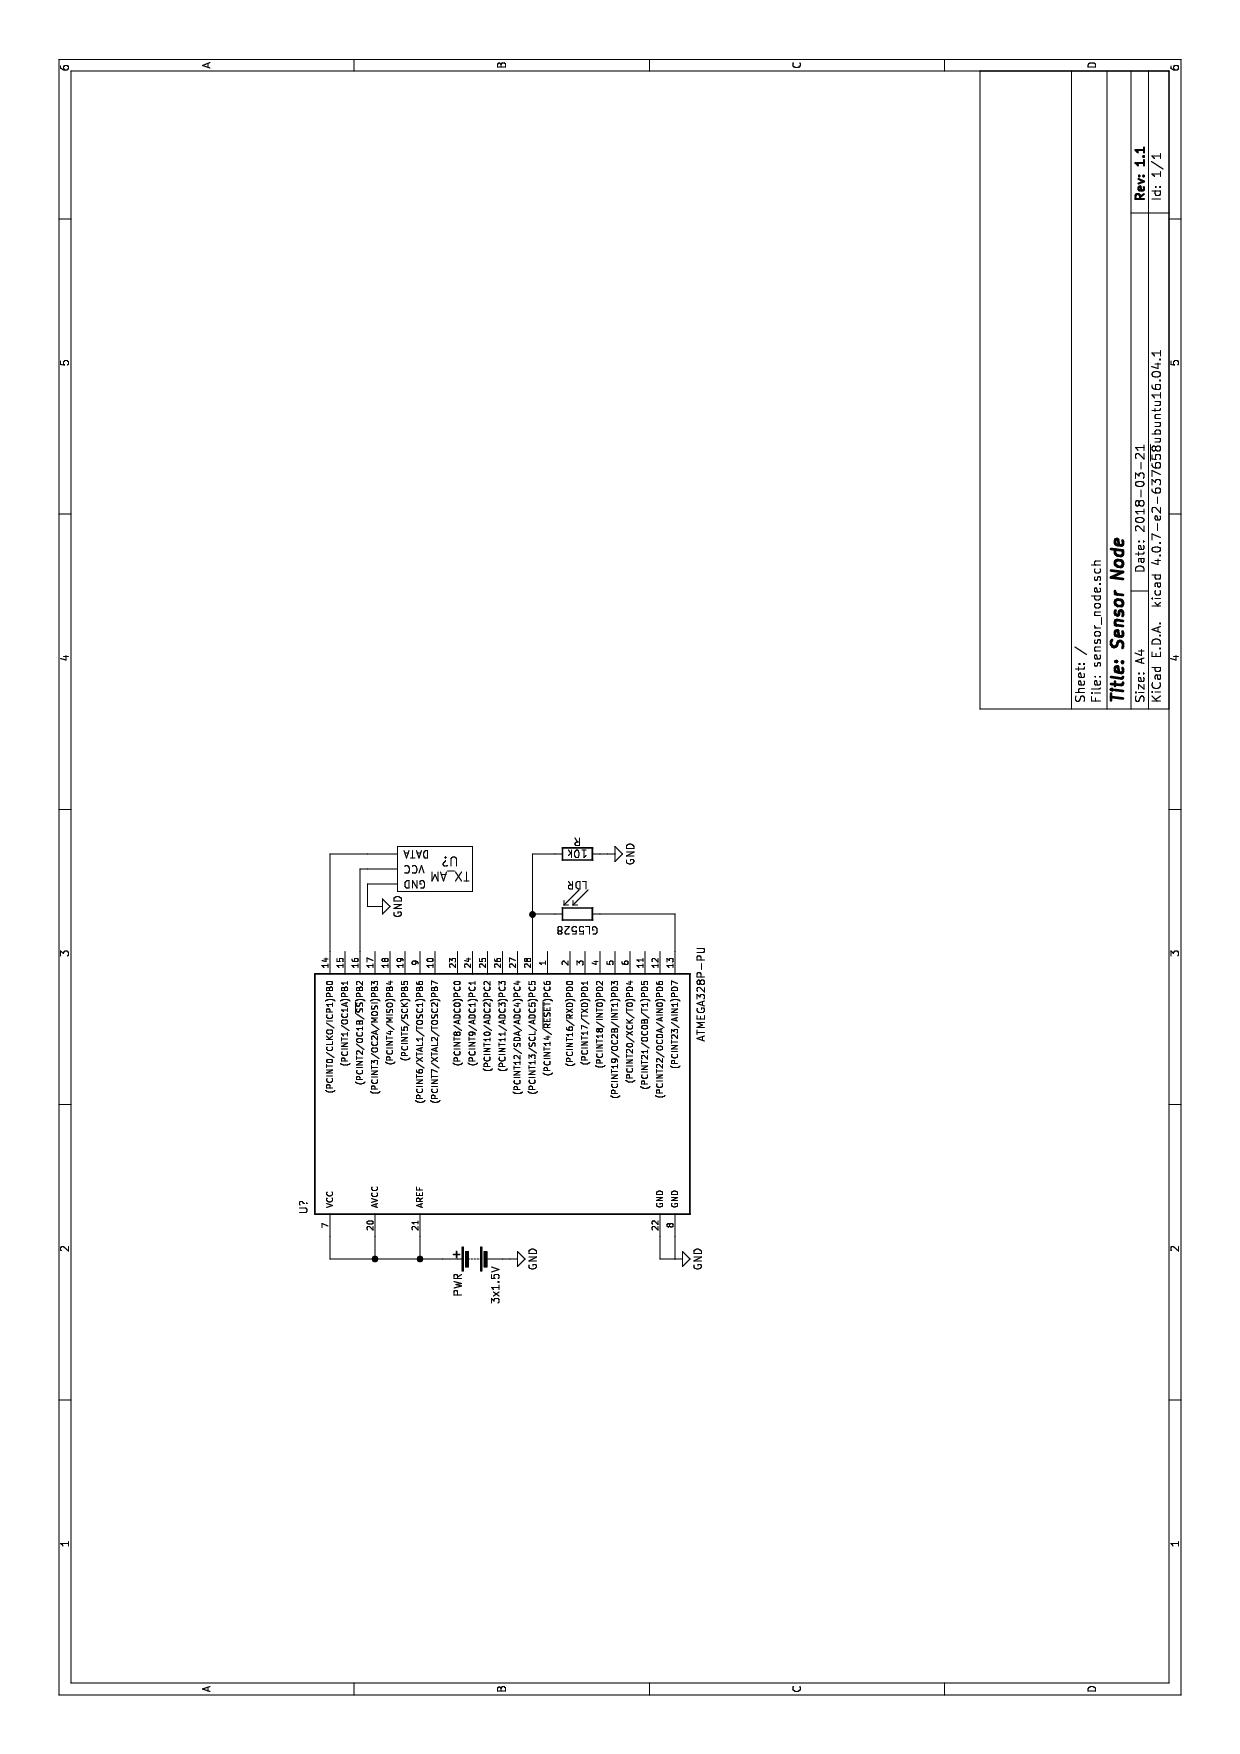 1
2
3
4
5
6
1
2
3
4
5
6
A
B
C
D
A
B
C
D
U?
ATMEGA328P-PU
7
VCC
20
AVCC
21
AREF
22
GND
8
GND
(PCINT0/CLKO/ICP1)PB0
14
(PCINT1/OC1A)PB1
15
(PCINT2/OC1B/SS)PB2
16
(PCINT3/OC2A/MOSI)PB3
17
(PCINT4/MISO)PB4
18
(PCINT5/SCK)PB5
19
(PCINT6/XTAL1/TOSC1)PB6
9
(PCINT7/XTAL2/TOSC2)PB7
10
(PCINT8/ADC0)PC0
23
(PCINT9/ADC1)PC1
24
(PCINT10/ADC2)PC2
25
(PCINT11/ADC3)PC3
26
(PCINT12/SDA/ADC4)PC4
27
(PCINT13/SCL/ADC5)PC5
28
(PCINT14/RESET)PC6
1
(PCINT16/RXD)PD0
2
(PCINT17/TXD)PD1
3
(PCINT18/INT0)PD2
4
(PCINT19/OC2B/INT1)PD3
5
(PCINT20/XCK/T0)PD4
6
(PCINT21/OC0B/T1)PD5
11
(PCINT22/OC0A/AIN0)PD6
12
(PCINT23/AIN1)PD7
13
PWR
+
3x1.5V
GND
GND
GND
GND
VCC
DATA
TX_AM
U?
GL5528
LDR
10k
R
GND
Sheet: /
File: sensor_node.sch
Title: Sensor Node
Size: A4
Date: 2018-03-21
Rev: 1.1
KiCad E.D.A. kicad 4.0.7-e2-6376~58~ubuntu16.04.1
Id: 1/1